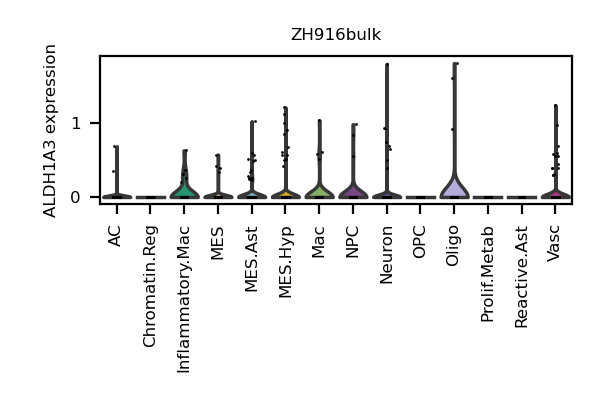 ZH916bulk
ALDH1A3 expression
1
0
AC
Chromatin.Reg
Inflammatory.Mac
MES
MES.Ast
MES.Hyp
Mac
NPC
Neuron
OPC
Oligo
Prolif.Metab
Reactive.Ast
Vasc